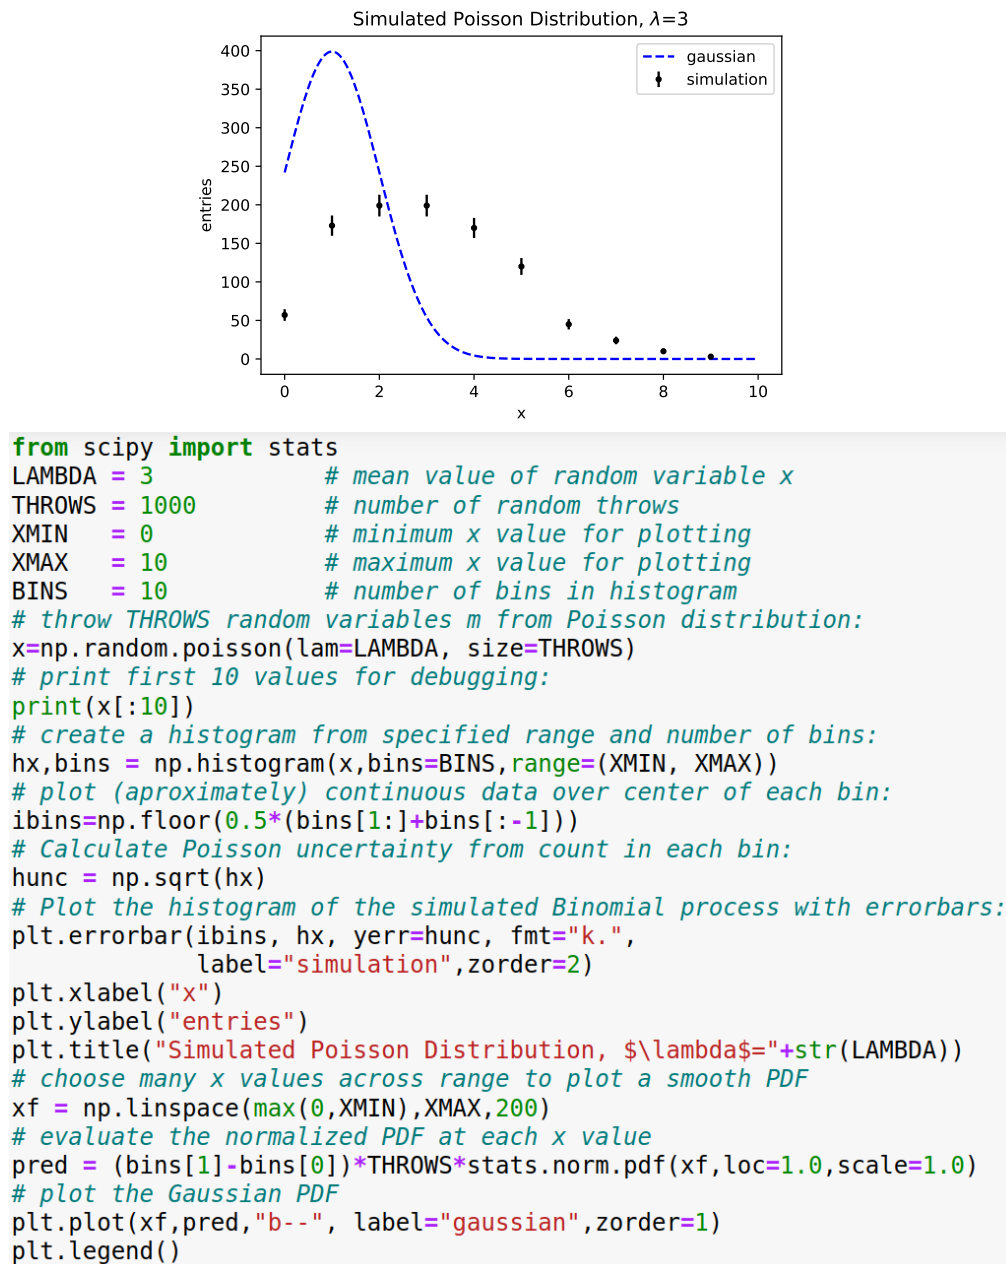 Simulated Poisson Distribution, λ=3
400
350
300
250
200
150
100
50
0
entries
gaussian
simulation
0 2 4 6 8 10
x
from scipy import stats
LAMBDA = 3            # mean value of random variable x
THROWS = 1000         # number of random throws
XMIN   = 0            # minimum x value for plotting
XMAX   = 10           # maximum x value for plotting
BINS   = 10           # number of bins in histogram
# throw THROWS random variables m from Poisson distribution:
x=np.random.poisson(lam=LAMBDA, size=THROWS)
# print first 10 values for debugging:
print(x[:10])
# create a histogram from specified range and number of bins:
hx,bins = np.histogram(x,bins=BINS,range=(XMIN, XMAX))
# plot (aproximately) continuous data over center of each bin:
ibins=np.floor(0.5*(bins[1:]+bins[:-1]))
# Calculate Poisson uncertainty from count in each bin:
hunc = np.sqrt(hx)
# Plot the histogram of the simulated Binomial process with errorbars:
plt.errorbar(ibins, hx, yerr=hunc, fmt="k.",
             label="simulation",zorder=2)
plt.xlabel("x")
plt.ylabel("entries")
plt.title("Simulated Poisson Distribution, $\lambda$="+str(LAMBDA))
# choose many x values across range to plot a smooth PDF
xf = np.linspace(max(0,XMIN),XMAX,200)
# evaluate the normalized PDF at each x value
pred = (bins[1]-bins[0])*THROWS*stats.norm.pdf(xf,loc=1.0,scale=1.0)
# plot the Gaussian PDF
plt.plot(xf,pred,"b--", label="gaussian",zorder=1)
plt.legend()